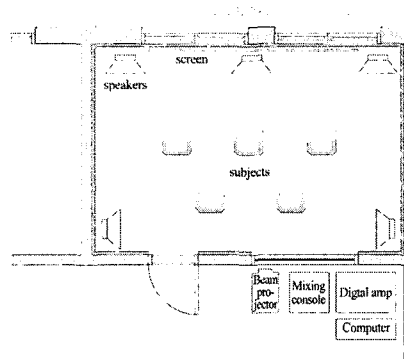 screen
speakers
subjects
Beam
pro-
jector
Mixing
console
Digtal amp
Computer